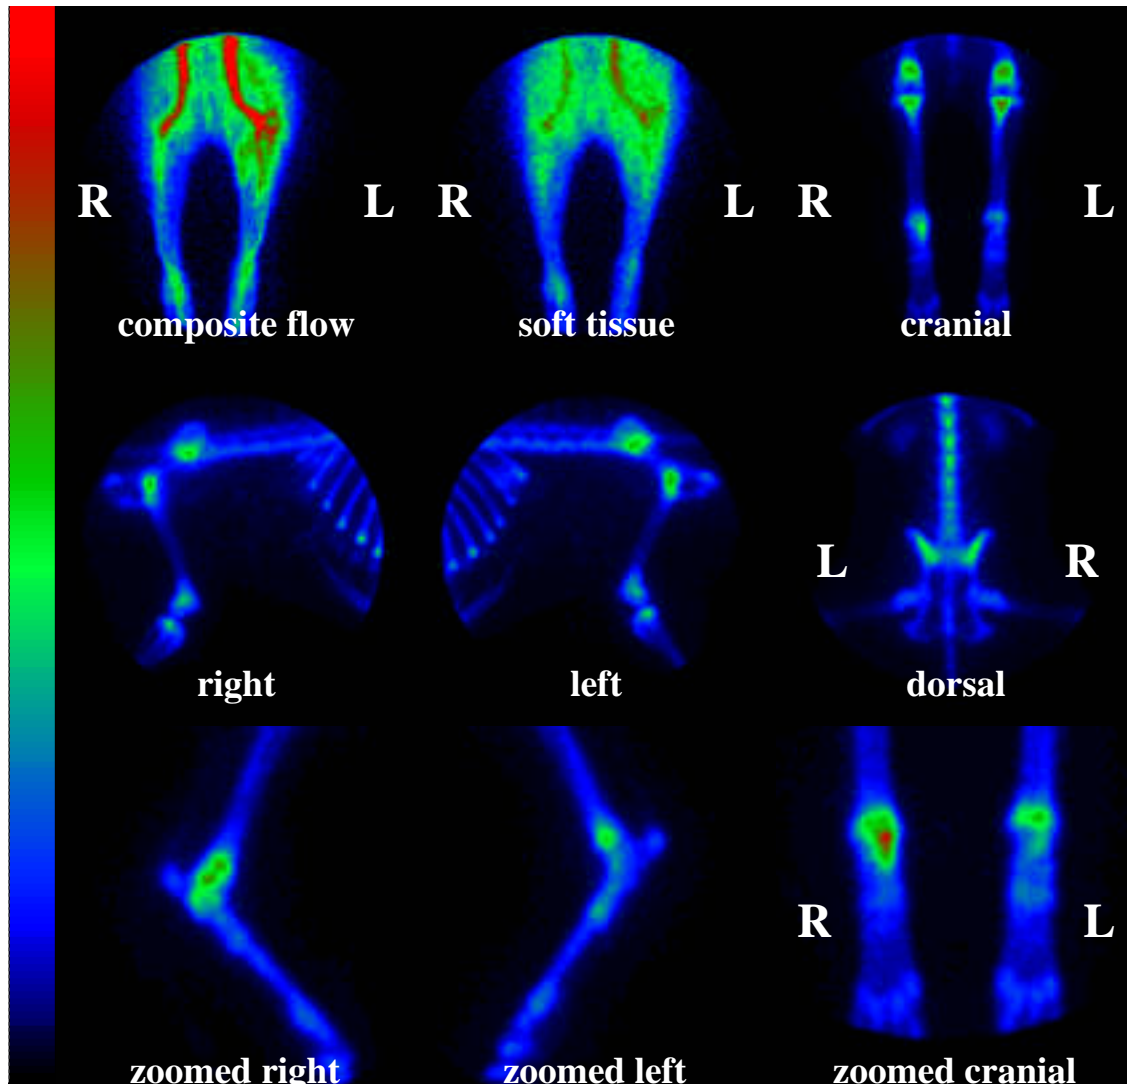 R L R L R L
composite flow soft tissue cranial
L R
right left dorsal
R L
zoomed right zoomed left zoomed cranial